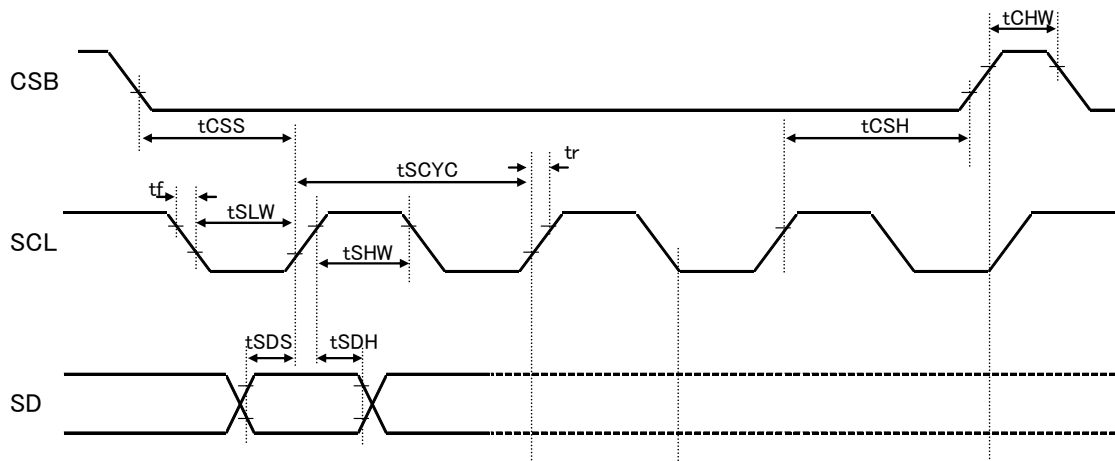 tCHW
CSB
tCSS
tCSH
tr
tSCYC
tf
tSLW
SCL
tSHW
tSDS
tSDH
SD